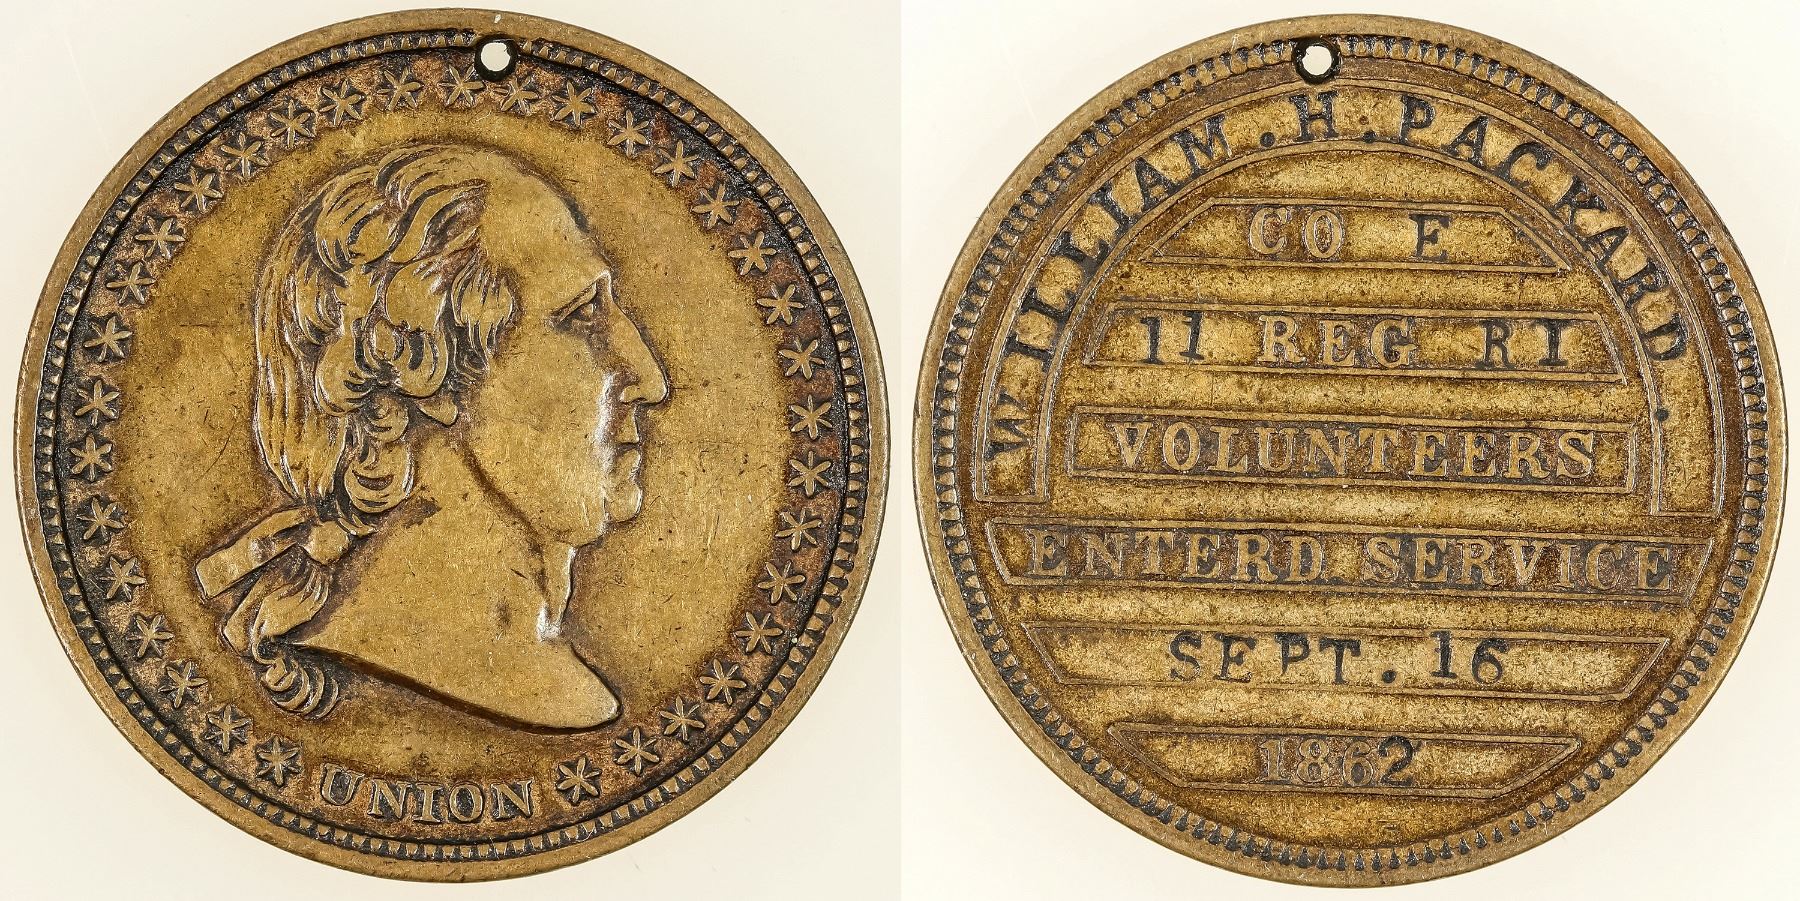 UNION
WILLIAM.H.PACKARD.
CO E
11 REG RI
VOLUNTEERS
ENTERD SERVICE
SEPT.16
1862